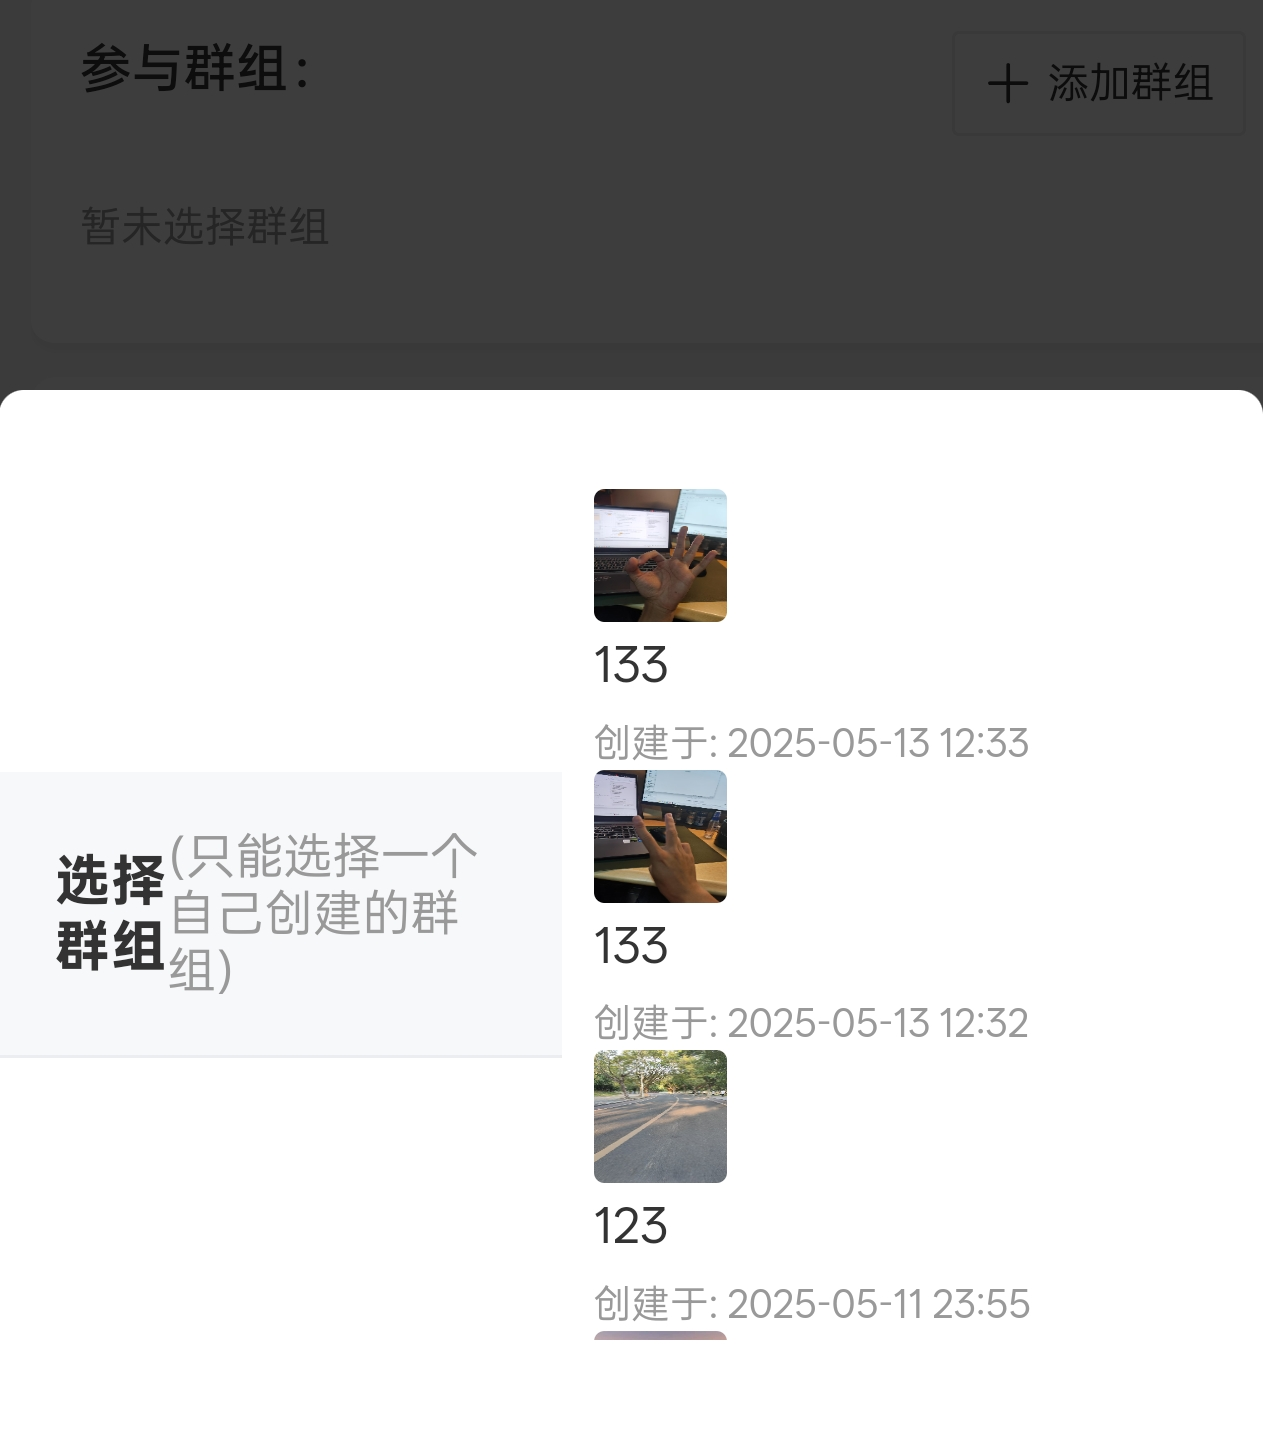 参与群组：
添加群组
暂未选择群组
选择
群组
(只能选择一个
自己创建的群
组)
133
创建于: 2025-05-13 12:33
133
创建于: 2025-05-13 12:32
123
创建于: 2025-05-11 23:55